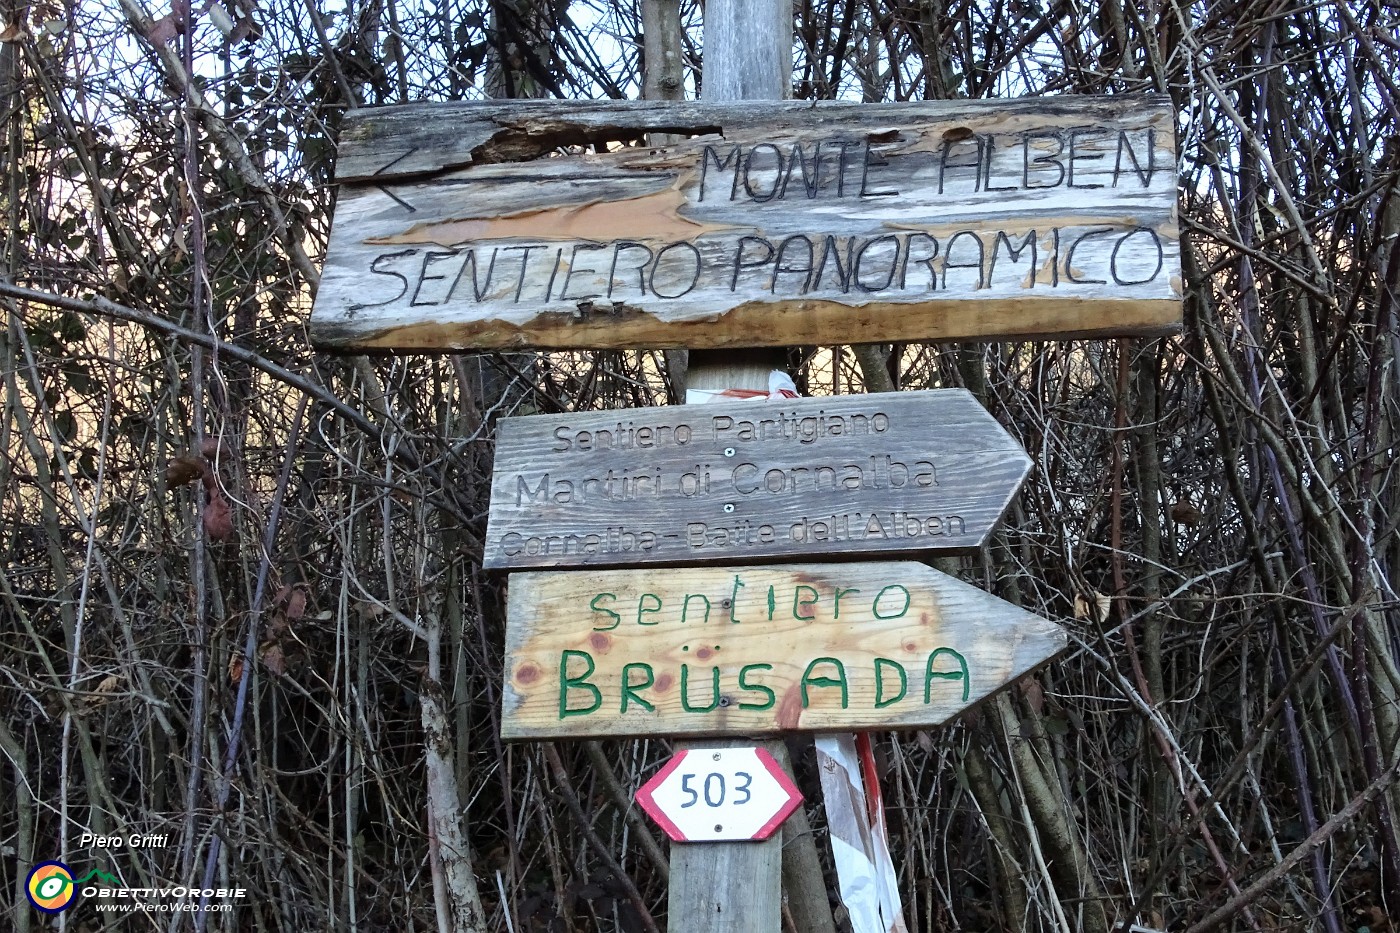 MONTE ALBEN
SENTIERO PANORAMICO
Sentiero Partigiano
Martiri di Cornalba
Cornalba-Baite dell'Alben
sentiero
BRÜSADA
503
Piero Gritti
OBIETTIVOROBIE
www.PieroWeb.com